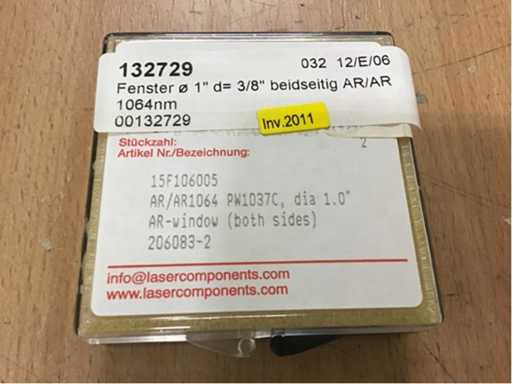 132729 032 12/E/06
Fenster ø 1" d= 3/8" beidseitig AR/AR
1064nm
00132729
Inv.2011
Stückzahl: 2
Artikel Nr./Bezeichnung:
15F106005
AR/AR1064 PW1037C, dia 1.0"
AR-window (both sides)
206083-2
info@lasercomponents.com
www.lasercomponents.com